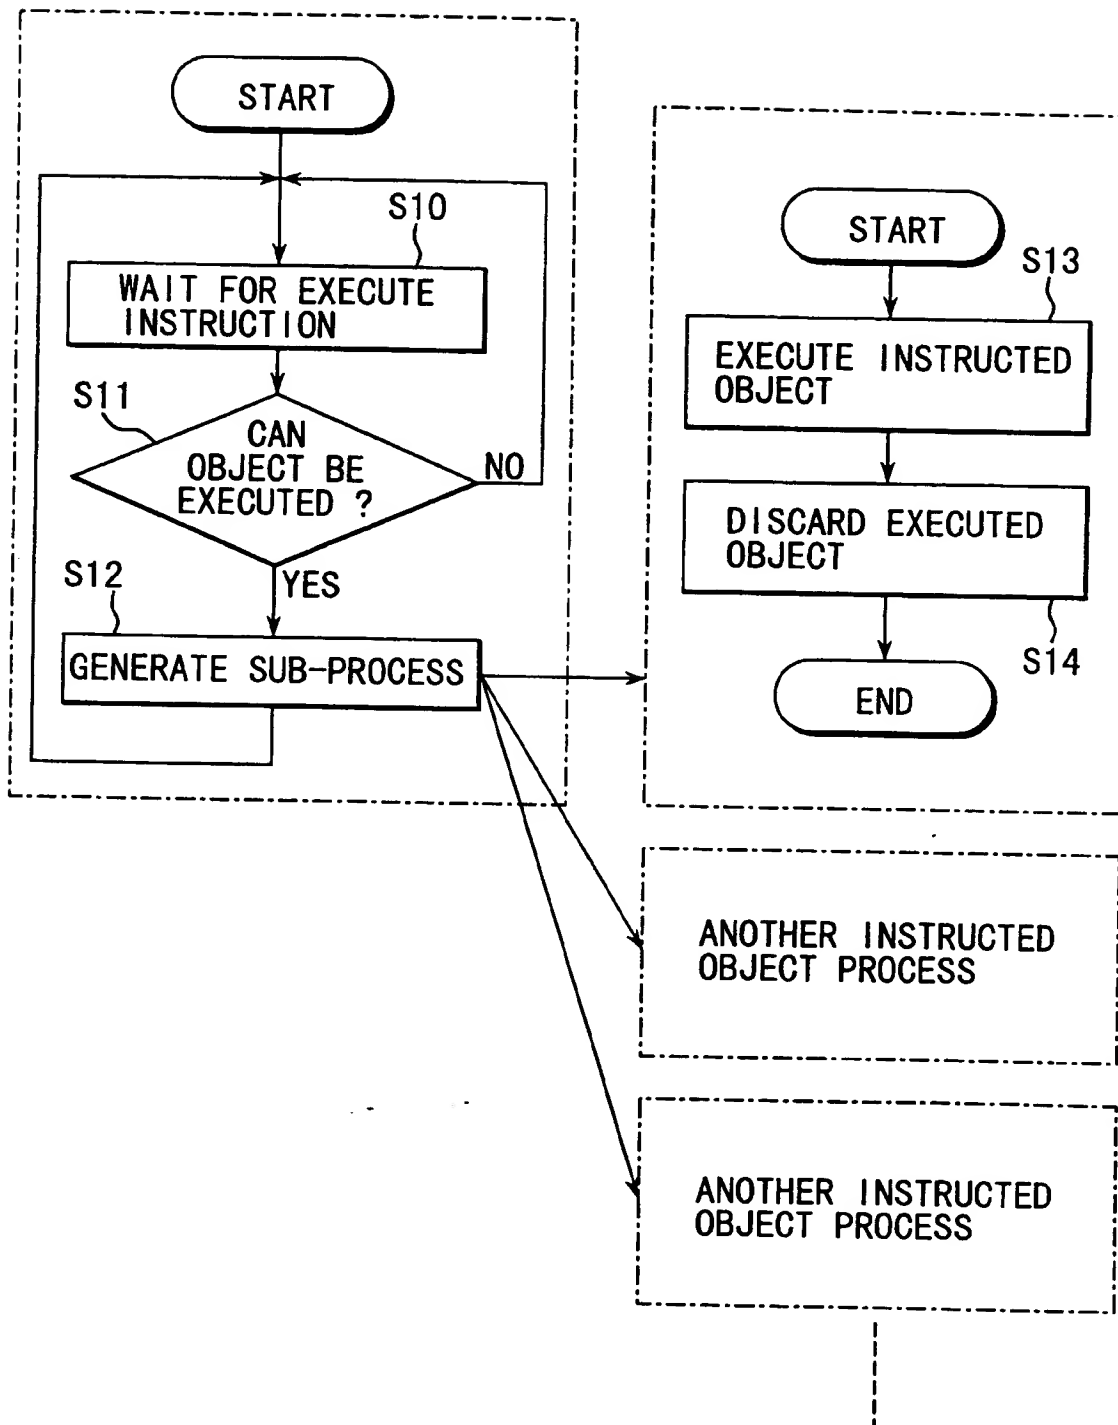 START
S10
WAIT FOR EXECUTE
INSTRUCTION
S11
CAN
OBJECT BE
EXECUTED ?
NO
YES
S12
GENERATE SUB-PROCESS
START
S13
EXECUTE INSTRUCTED
OBJECT
DISCARD EXECUTED
OBJECT
S14
END
ANOTHER INSTRUCTED
OBJECT PROCESS
ANOTHER INSTRUCTED
OBJECT PROCESS